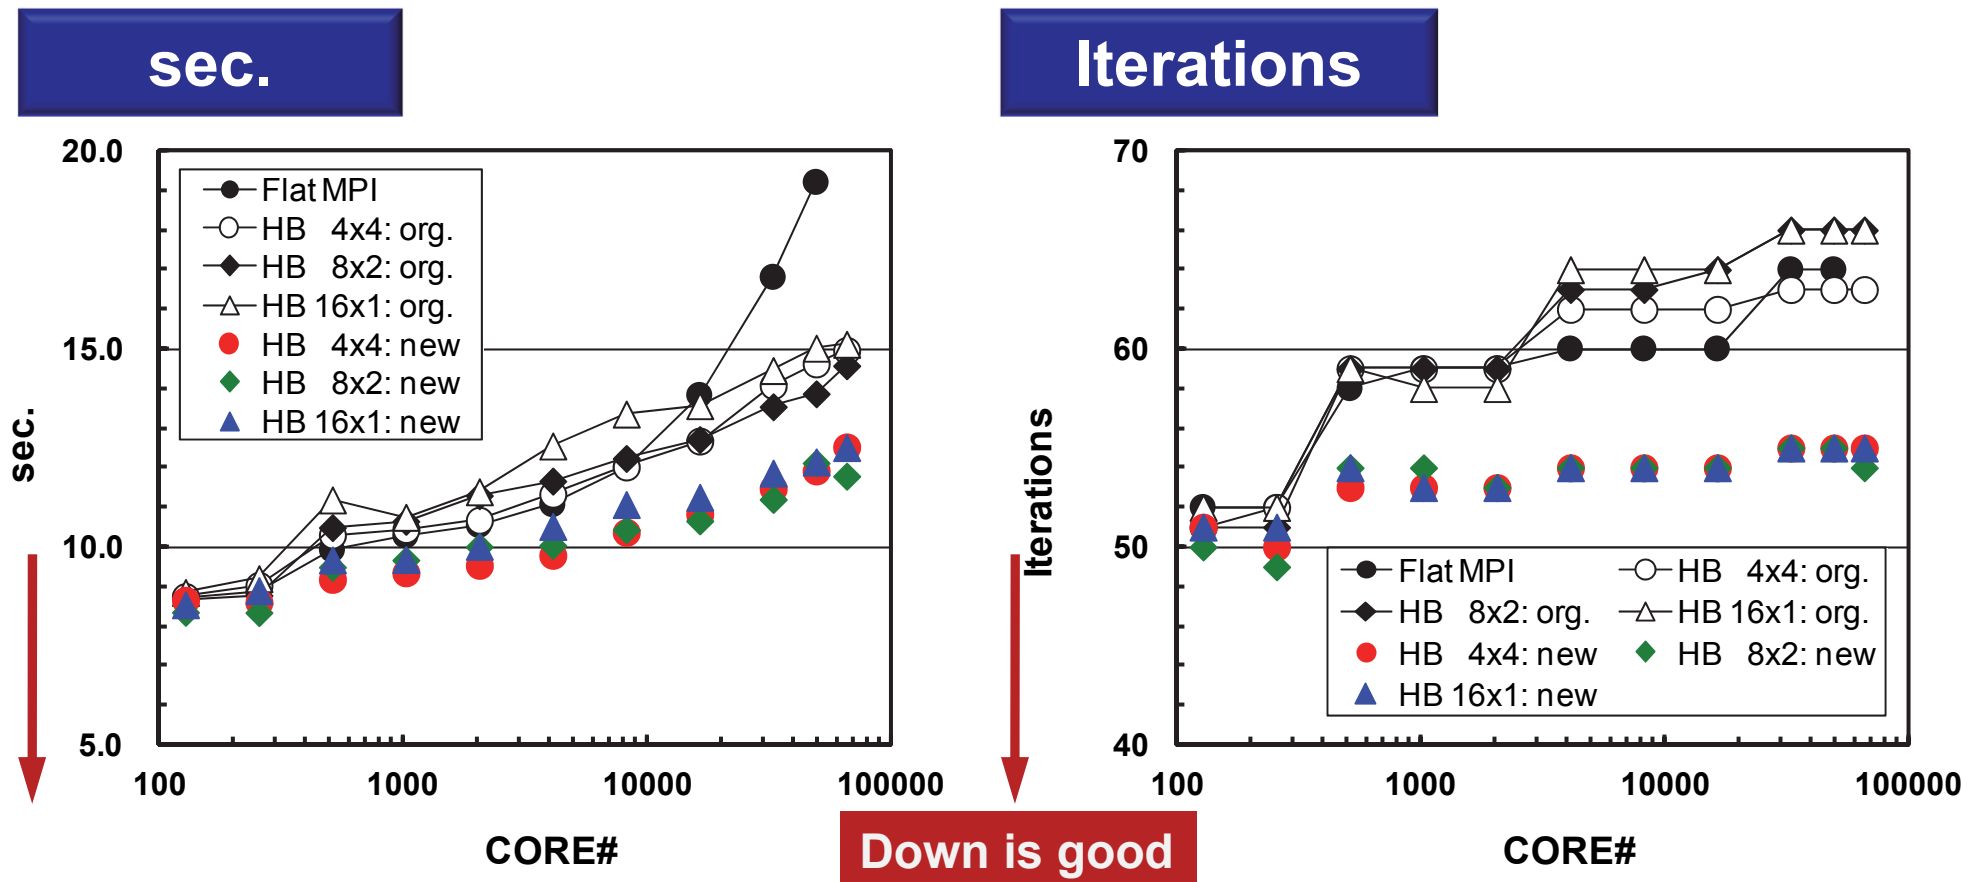 sec.
20.0
15.0
10.0
5.0
sec.
Flat MPI
HB 4x4: org.
HB 8x2: org.
HB 16x1: org.
HB 4x4: new
HB 8x2: new
HB 16x1: new
100 1000 10000 100000
CORE#
Iterations
70
60
50
40
Iterations
Flat MPI HB 4x4: org.
HB 8x2: org. HB 16x1: org.
HB 4x4: new HB 8x2: new
HB 16x1: new
100 1000 10000 100000
CORE#
Down is good